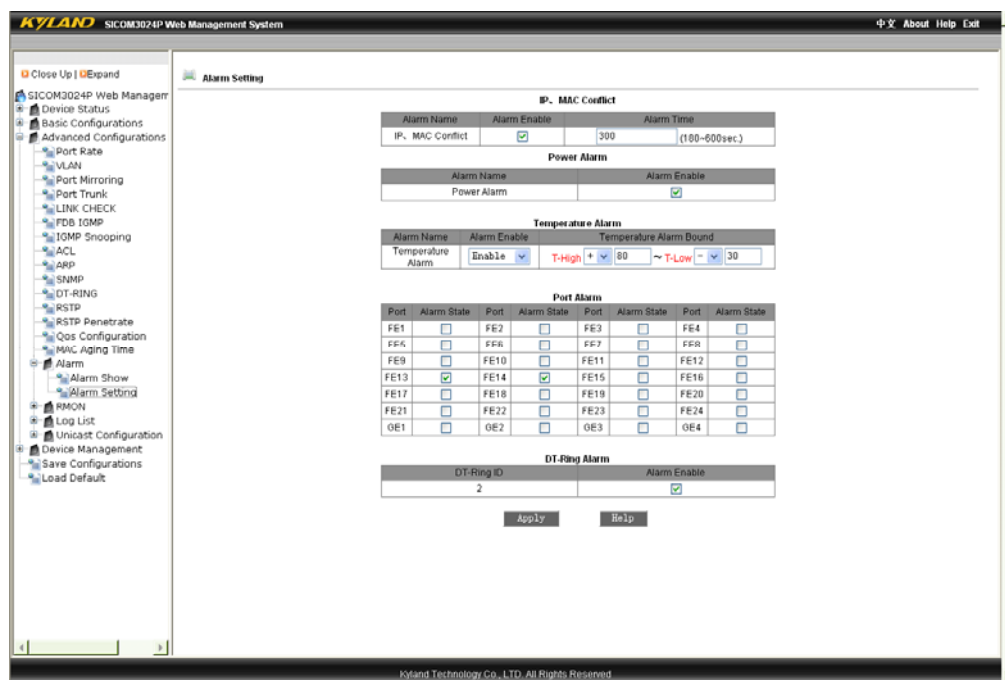 KYLAND SICOM3024P Web Management System
中文 About Help Exit
Close Up | Expand
SICOM3024P Web Managem
Device Status
Basic Configurations
Advanced Configurations
Port Rate
VLAN
Port Mirroring
Port Trunk
LINK CHECK
FDB IGMP
IGMP Snooping
ACL
ARP
SNMP
DT-RING
RSTP
RSTP Penetrate
Qos Configuration
MAC Aging Time
Alarm
Alarm Show
Alarm Setting
RMON
Log List
Unicast Configuration
Device Management
Save Configurations
Load Default
Alarm Setting
IP、MAC Conflict
Alarm Name Alarm Enable Alarm Time
IP、MAC Conflict 300 (180~600sec.)
Power Alarm
Alarm Name Alarm Enable
Power Alarm
Temperature Alarm
Alarm Name Alarm Enable Temperature Alarm Bound
Temperature Alarm Enable T-High + 80 ~ T-Low - 30
Port Alarm
Port Alarm State Port Alarm State Port Alarm State Port Alarm State
FE1 FE2 FE3 FE4
FE5 FE6 FE7 FE8
FE9 FE10 FE11 FE12
FE13 FE14 FE15 FE16
FE17 FE18 FE19 FE20
FE21 FE22 FE23 FE24
GE1 GE2 GE3 GE4
DT-Ring Alarm
DT-Ring ID Alarm Enable
2
Apply Help
Kyland Technology Co., LTD. All Rights Reserved